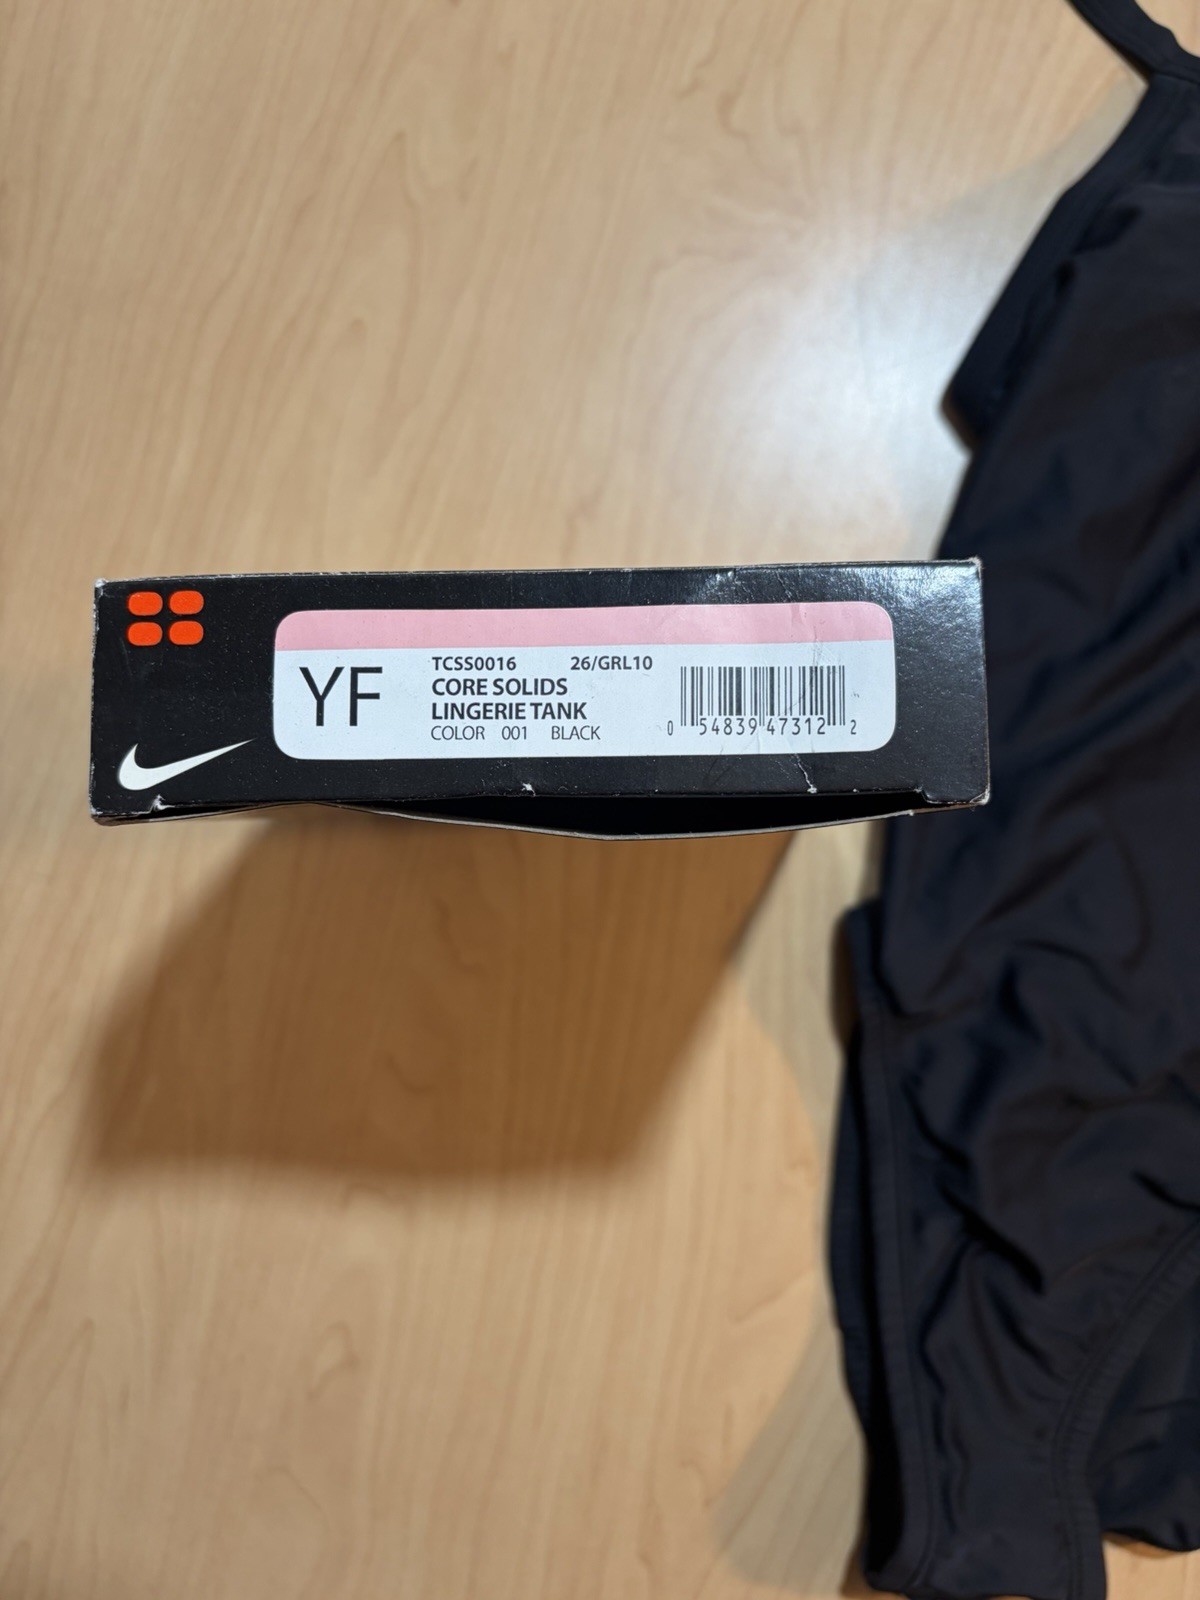 YF
TCSS0016 26/GRL10
CORE SOLIDS
LINGERIE TANK
COLOR 001 BLACK
0 54839 47312 2